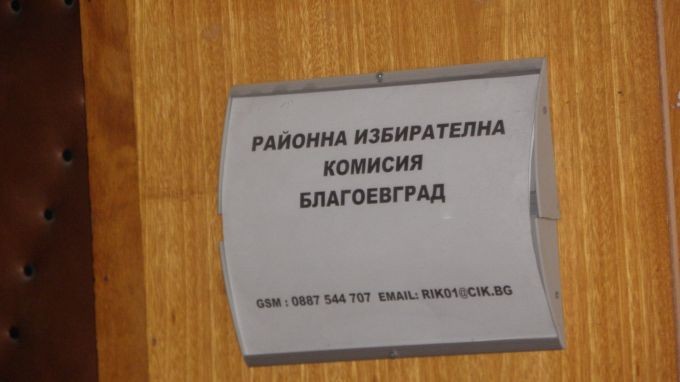 РАЙОННА ИЗБИРАТЕЛНА
КОМИСИЯ
БЛАГОЕВГРАД
GSM : 0887 544 707 EMAIL: RIK01@CIK.BG